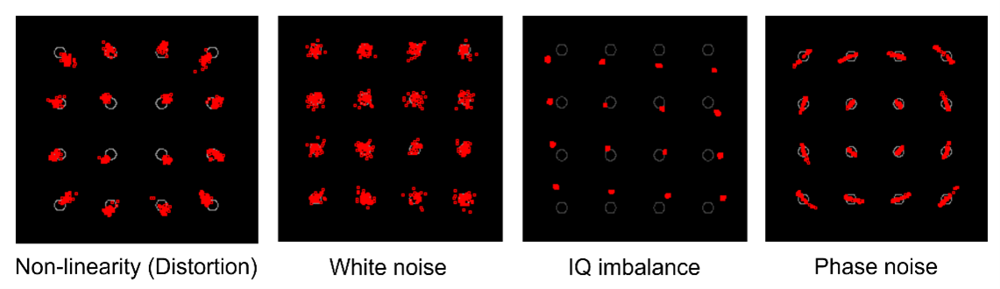 Non-linearity (Distortion)
White noise
IQ imbalance
Phase noise